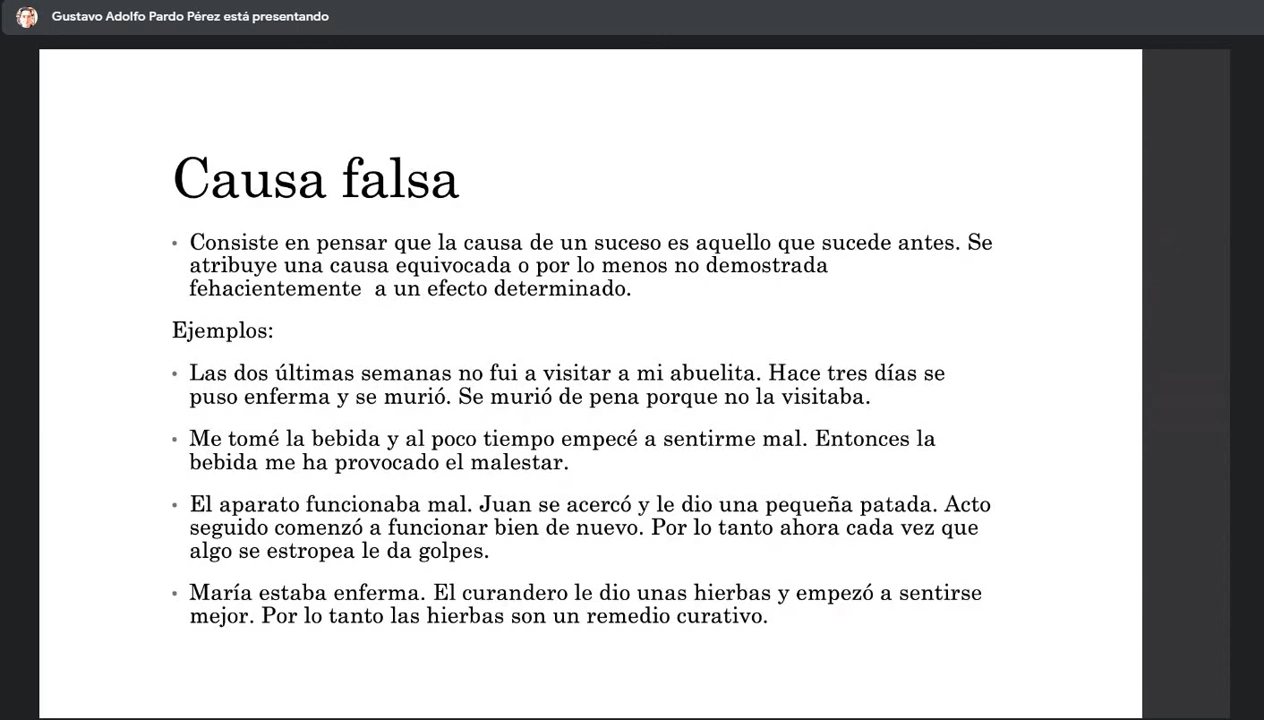 Gustavo Adolfo Pardo Pérez está presentando
Causa falsa
• Consiste en pensar que la causa de un suceso es aquello que sucede antes. Se
atribuye una causa equivocada o por lo menos no demostrada
fehacientemente  a un efecto determinado.
Ejemplos:
• Las dos últimas semanas no fui a visitar a mi abuelita. Hace tres días se
puso enferma y se murió. Se murió de pena porque no la visitaba.
• Me tomé la bebida y al poco tiempo empecé a sentirme mal. Entonces la
bebida me ha provocado el malestar.
• El aparato funcionaba mal. Juan se acercó y le dio una pequeña patada. Acto
seguido comenzó a funcionar bien de nuevo. Por lo tanto ahora cada vez que
algo se estropea le da golpes.
• María estaba enferma. El curandero le dio unas hierbas y empezó a sentirse
mejor. Por lo tanto las hierbas son un remedio curativo.